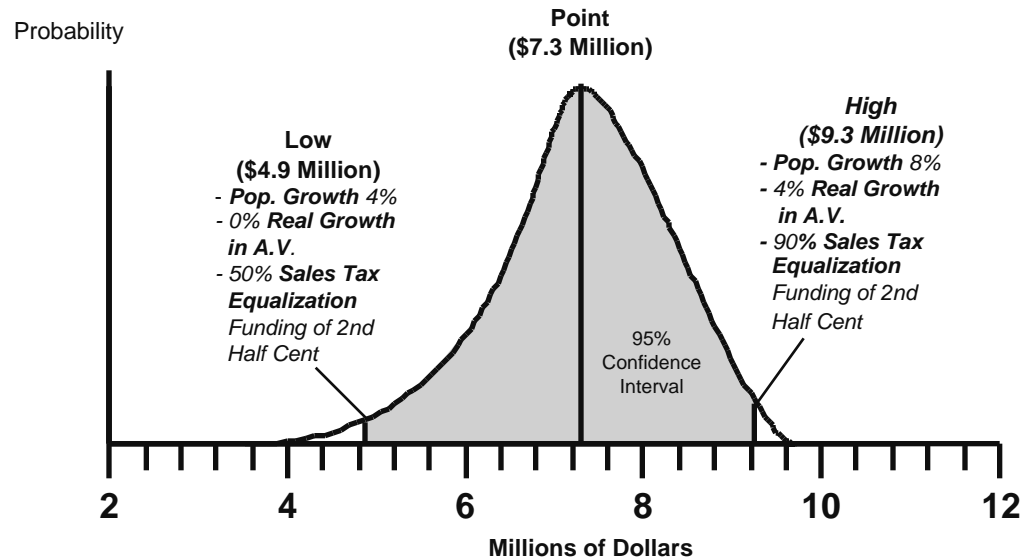 Probability
Point
($7.3 Million)
Low
($4.9 Million)
- Pop. Growth 4%
- 0% Real Growth
in A.V.
- 50% Sales Tax
Equalization
Funding of 2nd
Half Cent
High
($9.3 Million)
- Pop. Growth 8%
- 4% Real Growth
in A.V.
- 90% Sales Tax
Equalization
Funding of 2nd
Half Cent
95%
Confidence
Interval
2 4 6 8 10 12
Millions of Dollars